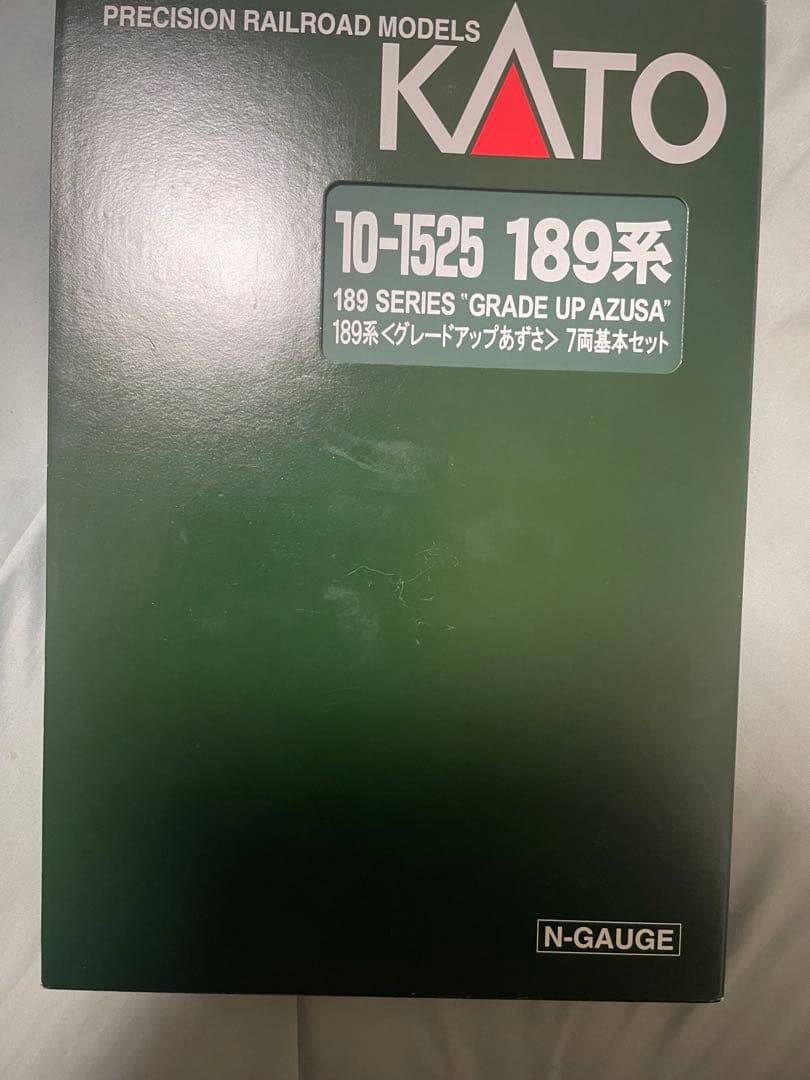 PRECISION RAILROAD MODELS
KATO
10-1525 189系
189 SERIES "GRADE UP AZUSA"
189系<グレードアップあずさ> 7両基本セット
N-GAUGE